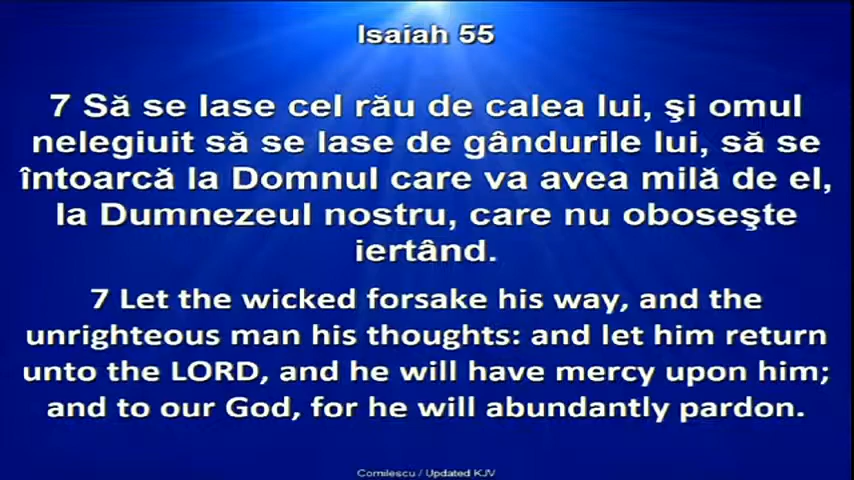 Isaiah 55
7 Să se lase cel rău de calea lui, şi omul
nelegiuit să se lase de gândurile lui, să se
întoarcă la Domnul care va avea milă de el,
la Dumnezeul nostru, care nu oboseşte
iertând.
7 Let the wicked forsake his way, and the
unrighteous man his thoughts: and let him return
unto the LORD, and he will have mercy upon him;
and to our God, for he will abundantly pardon.
Cornilescu / Updated KJV